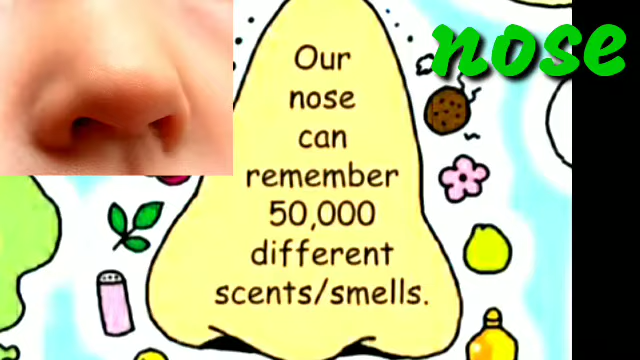 nose
Our
nose
can
remember
50,000
different
scents/smells.